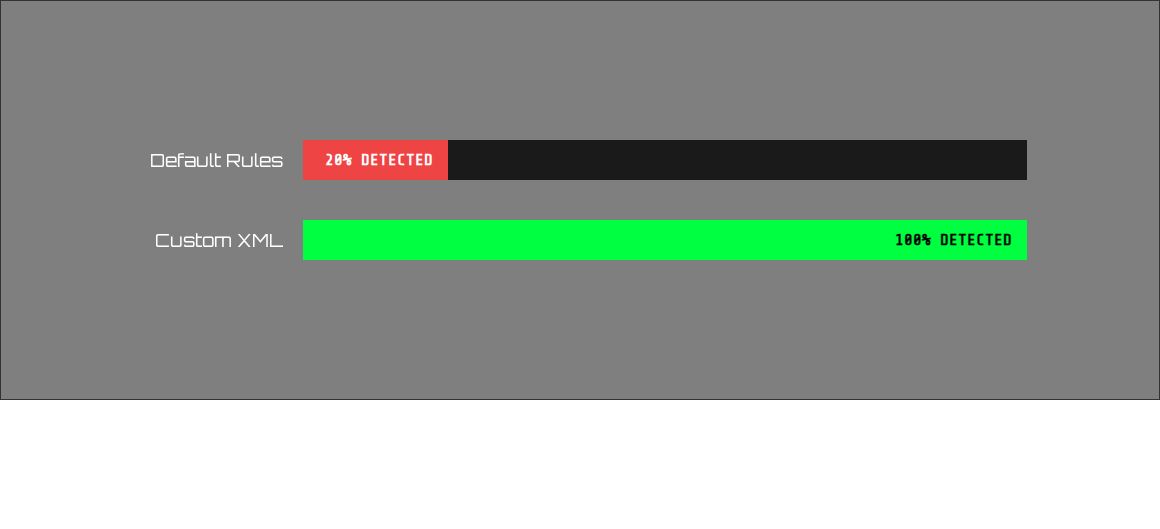 Default Rules
20% DETECTED
Custom XML
100% DETECTED